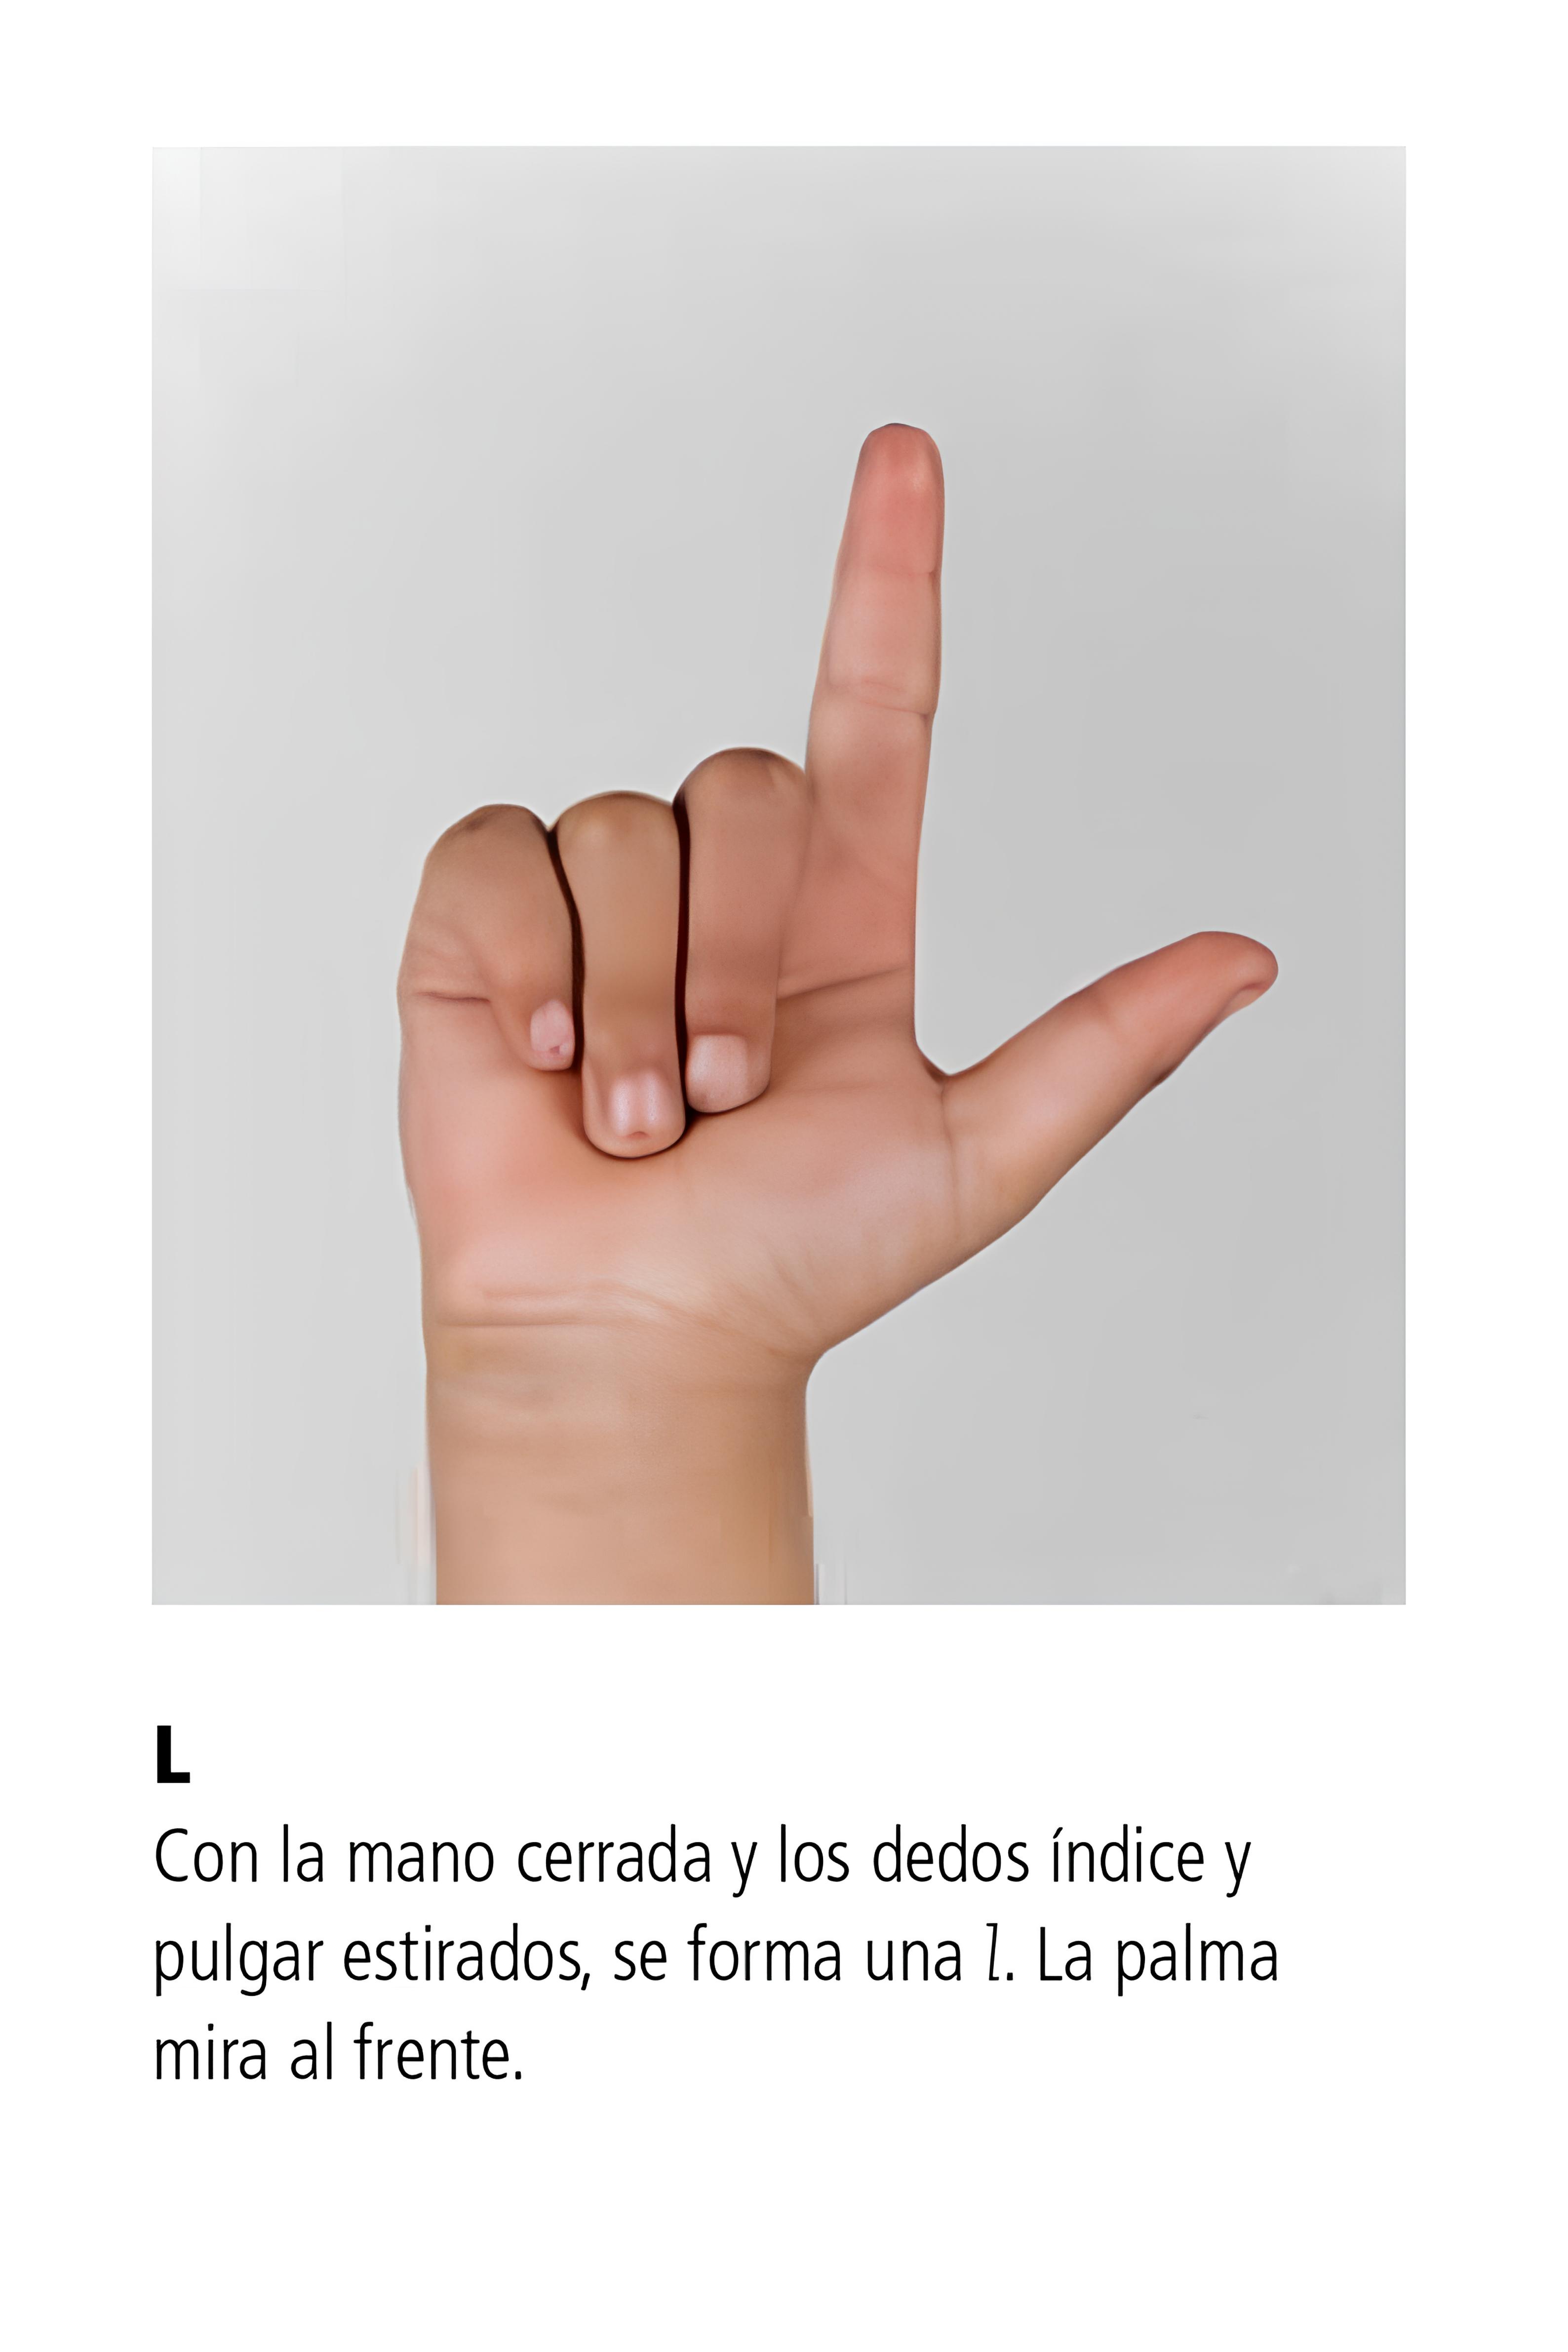 L
Con la mano cerrada y los dedos índice y
pulgar estirados, se forma una l. La palma
mira al frente.